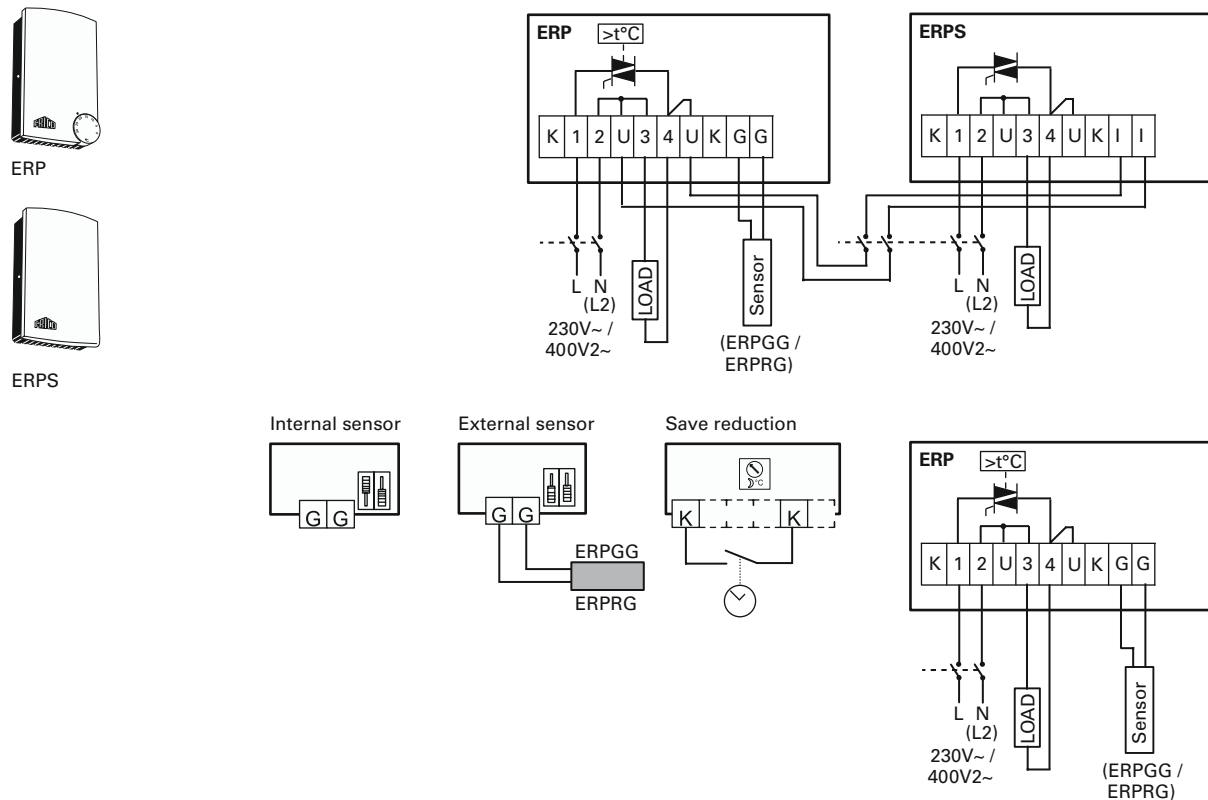 FRICO
ERP
FRICO
ERPS
ERP
>t°C
K 1 2 U 3 4 U K G G
L N
(L2)
230V~ /
400V2~
LOAD
Sensor
(ERPGG /
ERPRG)
ERPS
K 1 2 U 3 4 U K I I
L N
(L2)
230V~ /
400V2~
LOAD
Internal sensor
G G
External sensor
G G
ERPGG
ERPRG
Save reduction
°C
K K
ERP
>t°C
K 1 2 U 3 4 U K G G
L N
(L2)
230V~ /
400V2~
LOAD
Sensor
(ERPGG /
ERPRG)